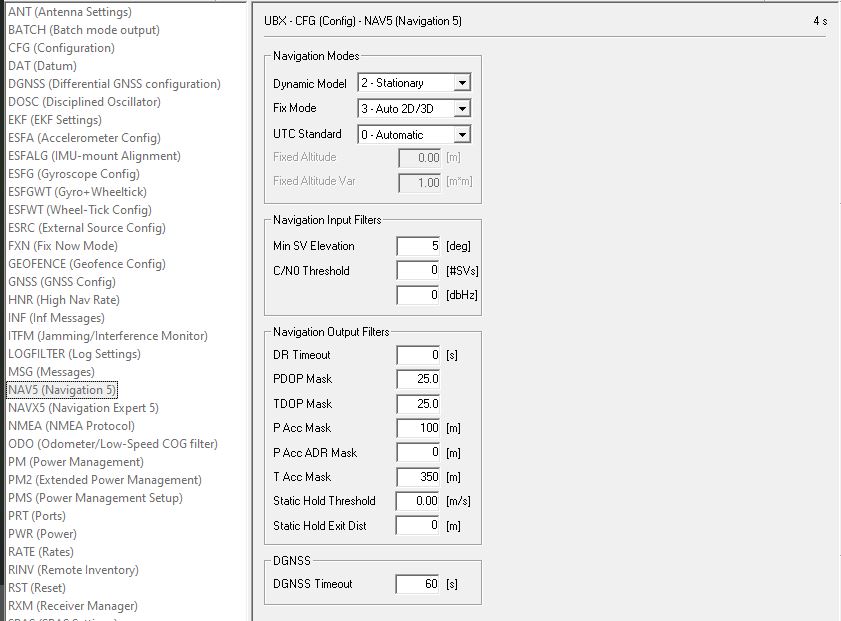 ANT (Antenna Settings)
BATCH (Batch mode output)
CFG (Configuration)
DAT (Datum)
DGNSS (Differential GNSS configuration)
DOSC (Disciplined Oscillator)
EKF (EKF Settings)
ESFA (Accelerometer Config)
ESFALG (IMU-mount Alignment)
ESFG (Gyroscope Config)
ESFGWT (Gyro+Wheeltick)
ESFWT (Wheel-Tick Config)
ESRC (External Source Config)
FXN (Fix Now Mode)
GEOFENCE (Geofence Config)
GNSS (GNSS Config)
HNR (High Nav Rate)
INF (Inf Messages)
ITFM (Jamming/Interference Monitor)
LOGFILTER (Log Settings)
MSG (Messages)
NAV5 (Navigation 5)
NAVX5 (Navigation Expert 5)
NMEA (NMEA Protocol)
ODO (Odometer/Low-Speed COG filter)
PM (Power Management)
PM2 (Extended Power Management)
PMS (Power Management Setup)
PRT (Ports)
PWR (Power)
RATE (Rates)
RINV (Remote Inventory)
RST (Reset)
RXM (Receiver Manager)
UBX - CFG (Config) - NAV5 (Navigation 5) 4 s
Navigation Modes
Dynamic Model 2 - Stationary
Fix Mode 3 - Auto 2D/3D
UTC Standard 0 - Automatic
Fixed Altitude 0.00 [m]
Fixed Altitude Var 1.00 [m*m]
Navigation Input Filters
Min SV Elevation 5 [deg]
C/N0 Threshold 0 [#SVs]
0 [dbHz]
Navigation Output Filters
DR Timeout 0 [s]
PDOP Mask 25.0
TDOP Mask 25.0
P Acc Mask 100 [m]
P Acc ADR Mask 0 [m]
T Acc Mask 350 [m]
Static Hold Threshold 0.00 [m/s]
Static Hold Exit Dist 0 [m]
DGNSS
DGNSS Timeout 60 [s]